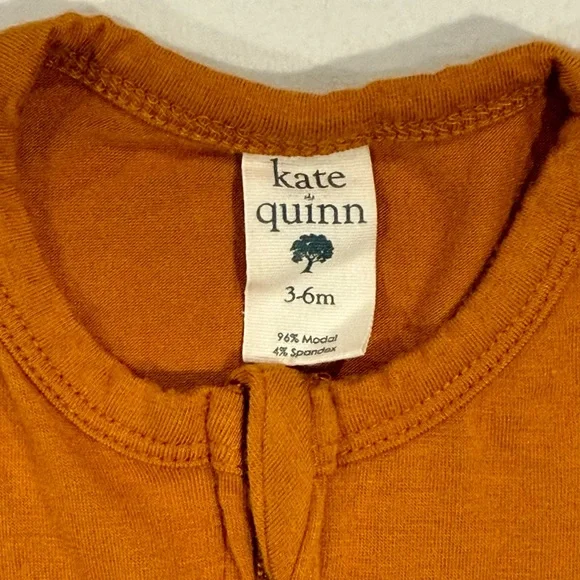 kate
quinn
3-6m
96% Modal
4% Spandex